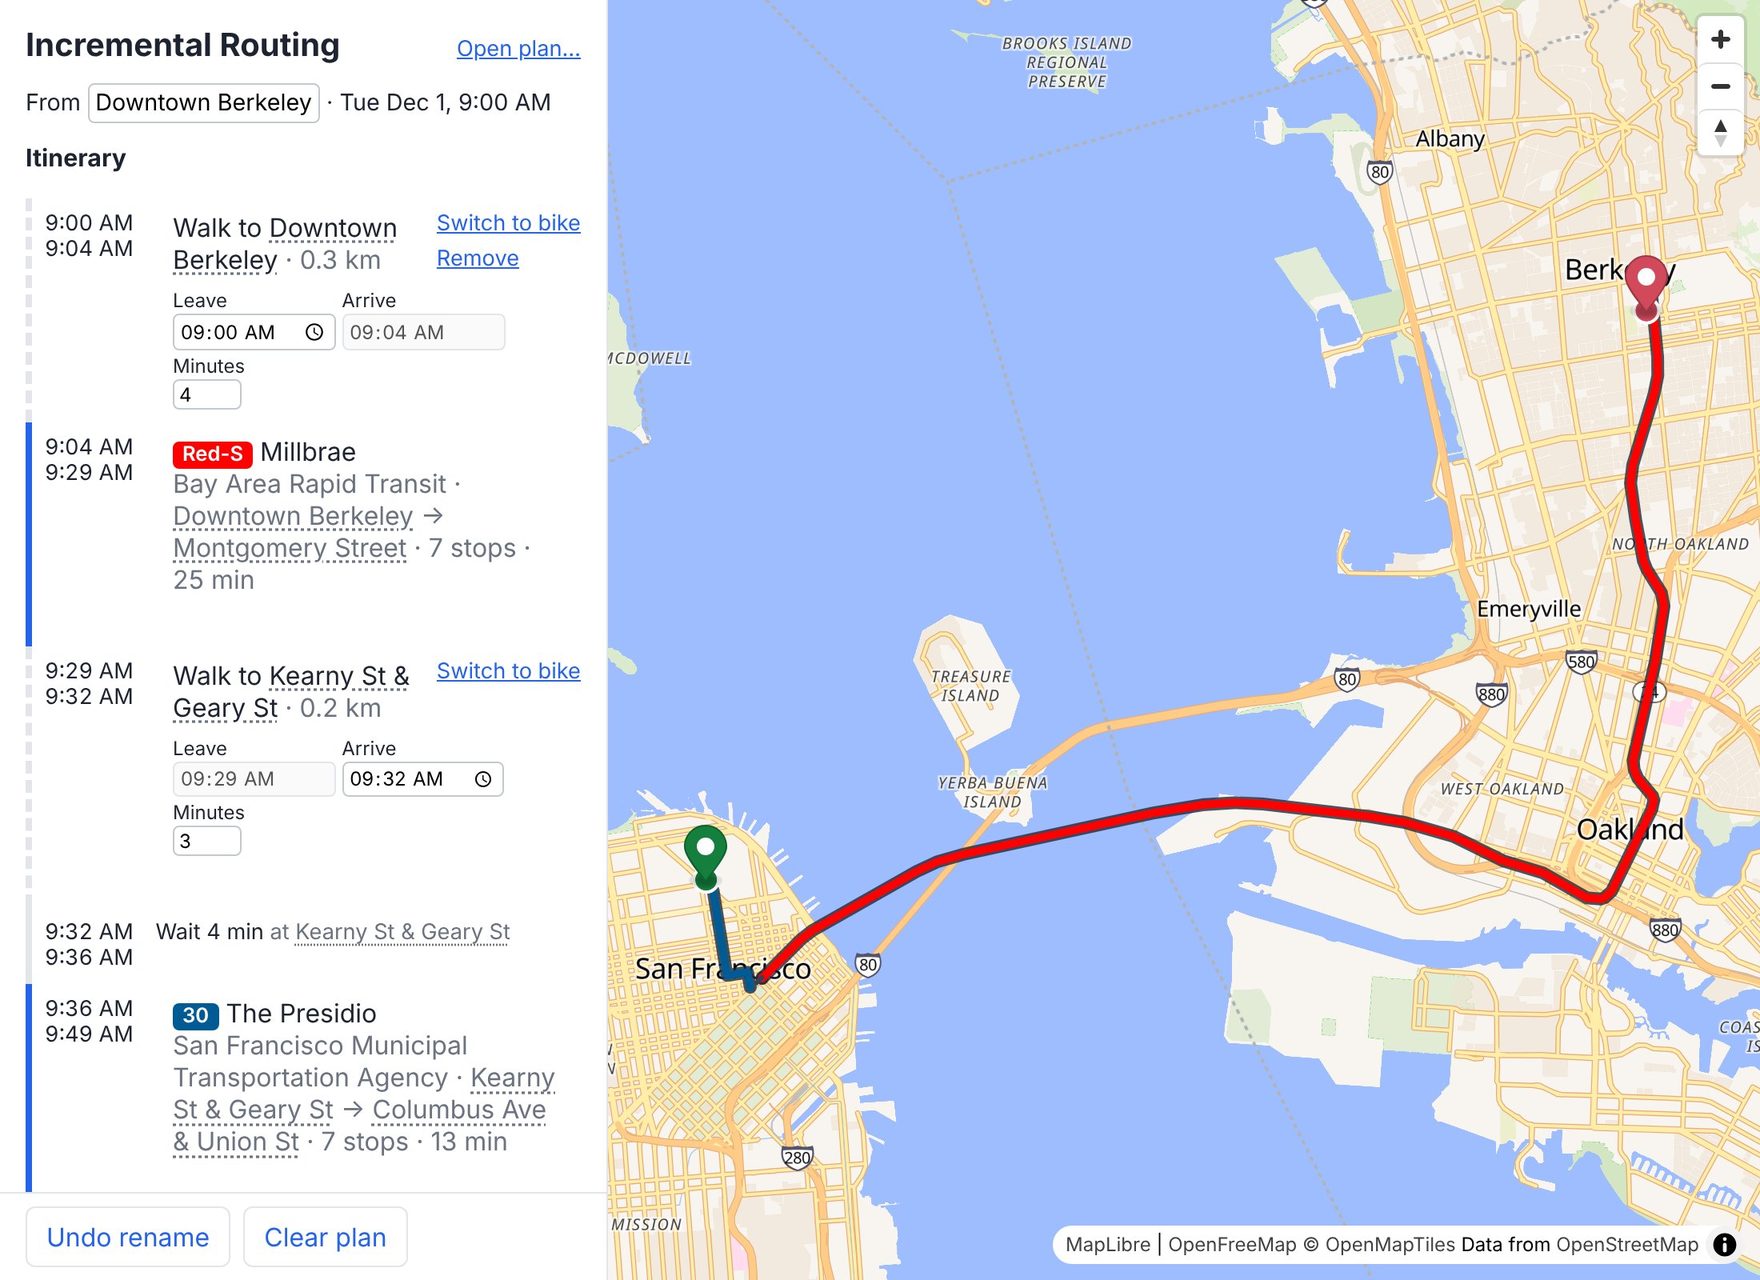 Incremental Routing
Open plan...
From Downtown Berkeley · Tue Dec 1, 9:00 AM
Itinerary
9:00 AM
9:04 AM
Walk to Downtown
Berkeley · 0.3 km
Switch to bike
Remove
Leave
Arrive
09:00 AM
09:04 AM
Minutes
4
9:04 AM
9:29 AM
Red-S Millbrae
Bay Area Rapid Transit ·
Downtown Berkeley →
Montgomery Street · 7 stops ·
25 min
9:29 AM
9:32 AM
Walk to Kearny St &
Geary St · 0.2 km
Switch to bike
Leave
Arrive
09:29 AM
09:32 AM
Minutes
3
9:32 AM
9:36 AM
Wait 4 min at Kearny St & Geary St
9:36 AM
9:49 AM
30 The Presidio
San Francisco Municipal
Transportation Agency · Kearny
St & Geary St → Columbus Ave
& Union St · 7 stops · 13 min
Undo rename
Clear plan
BROOKS ISLAND
REGIONAL
PRESERVE
Albany
80
MCDOWELL
NORTH OAKLAND
Emeryville
580
80
880
TREASURE
ISLAND
YERBA BUENA
ISLAND
WEST OAKLAND
Oakland
880
San Francisco
80
280
MISSION
MapLibre | OpenFreeMap © OpenMapTiles Data from OpenStreetMap